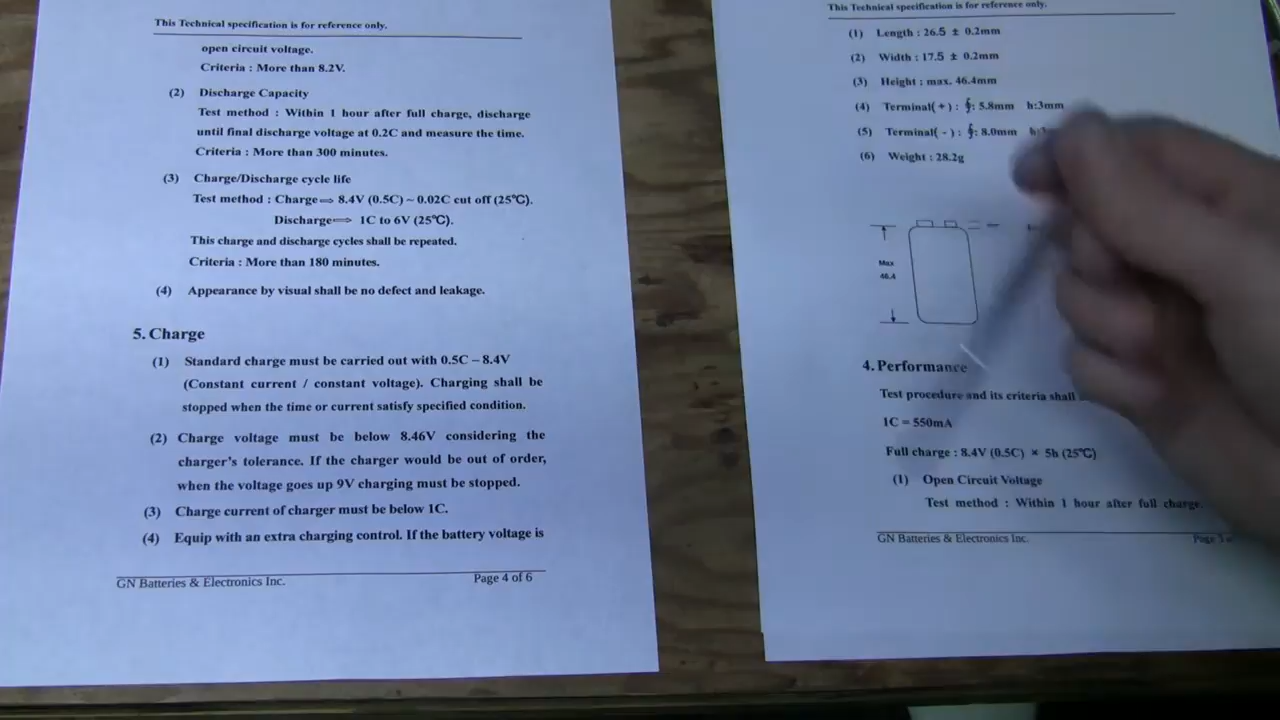 This Technical specification is for reference only.
open circuit voltage.
Criteria : More than 8.2V.
(2) Discharge Capacity
Test method : Within 1 hour after full charge, discharge
until final discharge voltage at 0.2C and measure the time.
Criteria : More than 300 minutes.
(3) Charge/Discharge cycle life
Test method : Charge⇒ 8.4V (0.5C) ~ 0.02C cut off (25℃).
Discharge⇒ 1C to 6V (25℃).
This charge and discharge cycles shall be repeated.
Criteria : More than 180 minutes.
(4) Appearance by visual shall be no defect and leakage.
5. Charge
(1) Standard charge must be carried out with 0.5C – 8.4V
(Constant current / constant voltage). Charging shall be
stopped when the time or current satisfy specified condition.
(2) Charge voltage must be below 8.46V considering the
charger's tolerance. If the charger would be out of order,
when the voltage goes up 9V charging must be stopped.
(3) Charge current of charger must be below 1C.
(4) Equip with an extra charging control. If the battery voltage is
GN Batteries & Electronics Inc. Page 4 of 6
This Technical specification is for reference only.
(1) Length : 26.5 ± 0.2mm
(2) Width : 17.5 ± 0.2mm
(3) Height : max. 46.4mm
(4) Terminal( + ) : ∮: 5.8mm h:3mm
(5) Terminal( - ) : ∮: 8.0mm
(6) Weight : 28.2g
Max
46.4
4. Performance
Test procedure and its criteria shall
1C = 550mA
Full charge : 8.4V (0.5C) × 5h (25℃)
(1) Open Circuit Voltage
Test method : Within 1 hour after full charge,
GN Batteries & Electronics Inc. Page 3